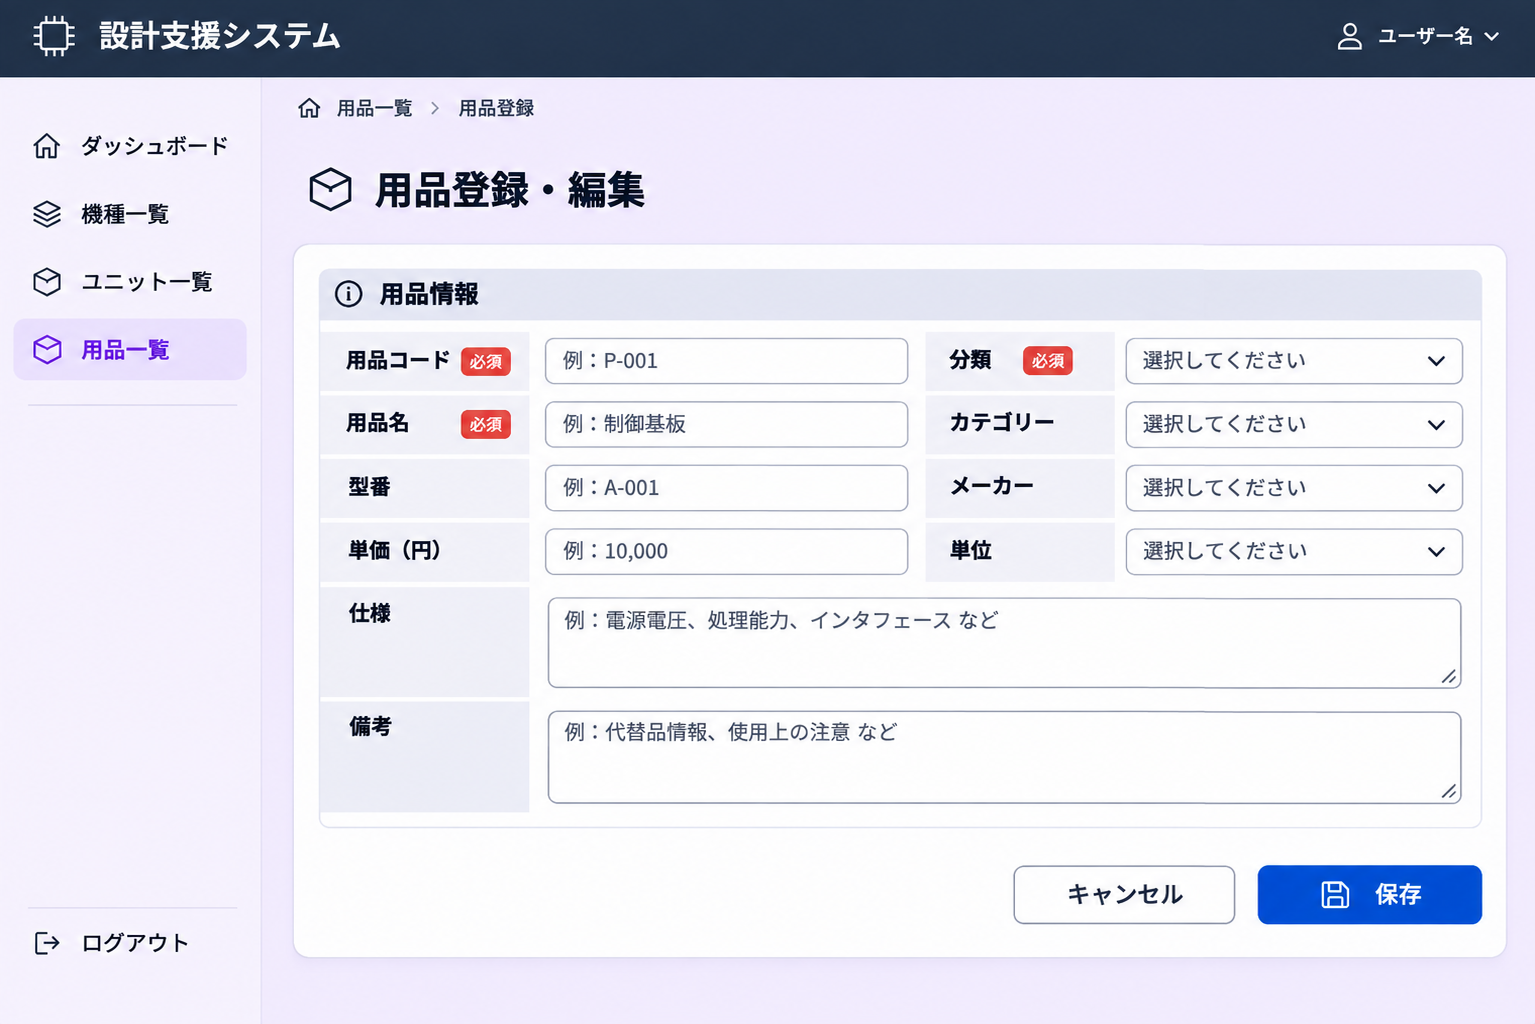 設計支援システム
ユーザー名
ダッシュボード
機種一覧
ユニット一覧
用品一覧
ログアウト
用品一覧 > 用品登録
用品登録・編集
用品情報
用品コード 必須 例：P-001
分類 必須 選択してください
用品名 必須 例：制御基板
カテゴリー 選択してください
型番 例：A-001
メーカー 選択してください
単価（円） 例：10,000
単位 選択してください
仕様 例：電源電圧、処理能力、インタフェース など
備考 例：代替品情報、使用上の注意 など
キャンセル
保存